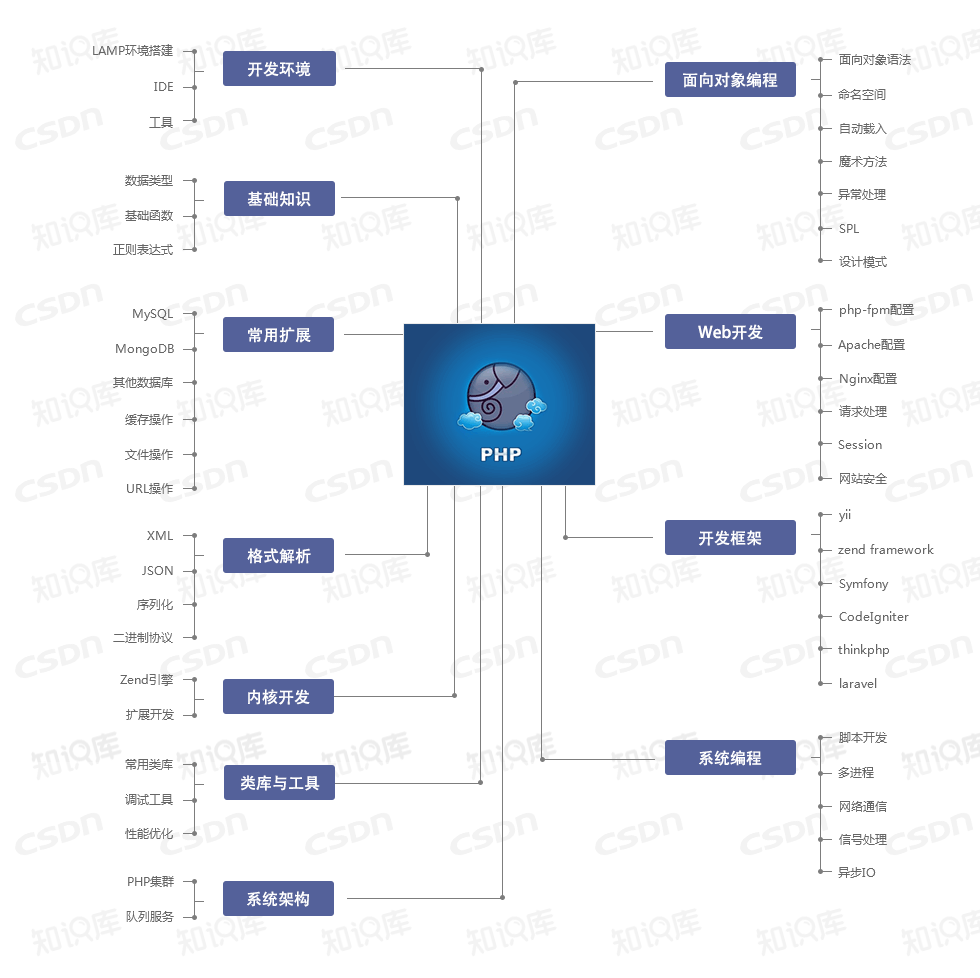 开发环境
LAMP环境搭建
IDE
工具
基础知识
数据类型
基础函数
正则表达式
常用扩展
MySQL
MongoDB
其他数据库
缓存操作
文件操作
URL操作
格式解析
XML
JSON
序列化
二进制协议
内核开发
Zend引擎
扩展开发
类库与工具
常用类库
调试工具
性能优化
系统架构
PHP集群
队列服务
PHP
面向对象编程
面向对象语法
命名空间
自动载入
魔术方法
异常处理
SPL
设计模式
Web开发
php-fpm配置
Apache配置
Nginx配置
请求处理
Session
网站安全
开发框架
yii
zend framework
Symfony
CodeIgniter
thinkphp
laravel
系统编程
脚本开发
多进程
网络通信
信号处理
异步IO
知识库
CSDN